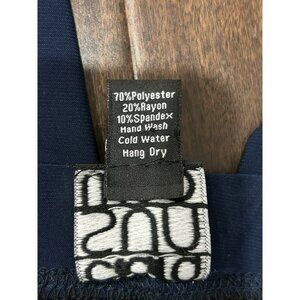 70%Polyester
20%Rayon
10%Spandex
Hand Wash
Cold Water
Hang Dry